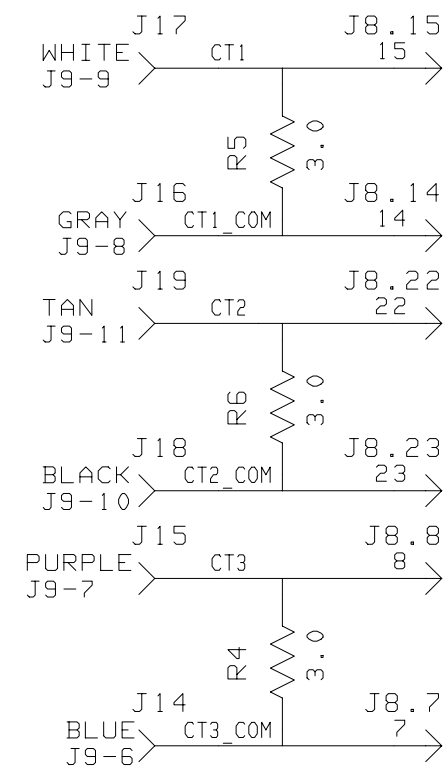 J17 J8.15
WHITE CT1 15
J9-9
R5 3.0
J16 J8.14
GRAY CT1_COM 14
J9-8
J19 J8.22
TAN CT2 22
J9-11
R6 3.0
J18 J8.23
BLACK CT2_COM 23
J9-10
J15 J8.8
PURPLE CT3 8
J9-7
R4 3.0
J14 J8.7
BLUE CT3_COM 7
J9-6